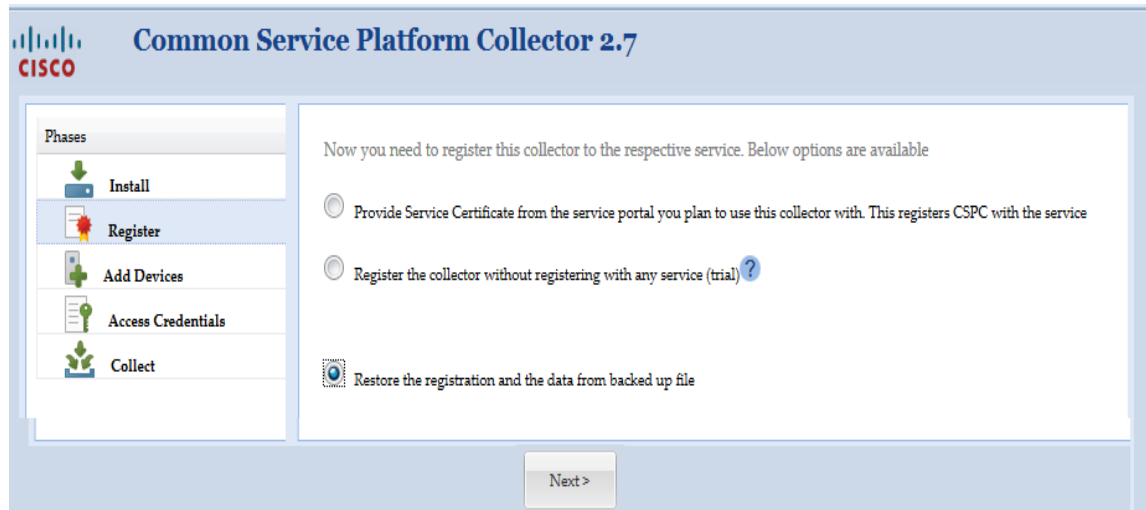 CISCO
Common Service Platform Collector 2.7
Phases
Install
Register
Add Devices
Access Credentials
Collect
Now you need to register this collector to the respective service. Below options are available
Provide Service Certificate from the service portal you plan to use this collector with. This registers CSPC with the service
Register the collector without registering with any service (trial) ?
Restore the registration and the data from backed up file
Next >